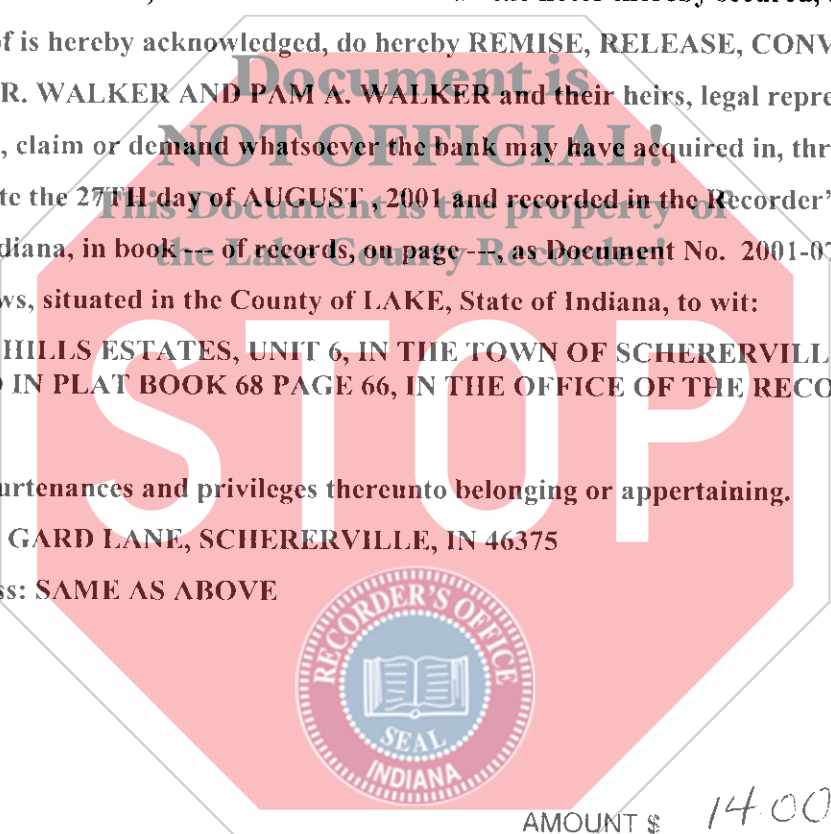 of is hereby acknowledged, do hereby REMISE, RELEASE, CONV
Document is
R. WALKER AND PAM A. WALKER and their heirs, legal repre
NOT OFFICIAL!
, claim or demand whatsoever the bank may have acquired in, thr
This Document is the property of
te the 27TH day of AUGUST , 2001 and recorded in the Recorder'
the Lake County Recorder!
diana, in book --- of records, on page ---, as Document No. 2001-07
ws, situated in the County of LAKE, State of Indiana, to wit:
HILLS ESTATES, UNIT 6, IN THE TOWN OF SCHERERVILL
IN PLAT BOOK 68 PAGE 66, IN THE OFFICE OF THE RECO
STOP
urtenances and privileges thereunto belonging or appertaining.
GARD LANE, SCHERERVILLE, IN 46375
ss: SAME AS ABOVE
RECORDER'S OFFICE
SEAL
INDIANA
AMOUNT $ 14.00